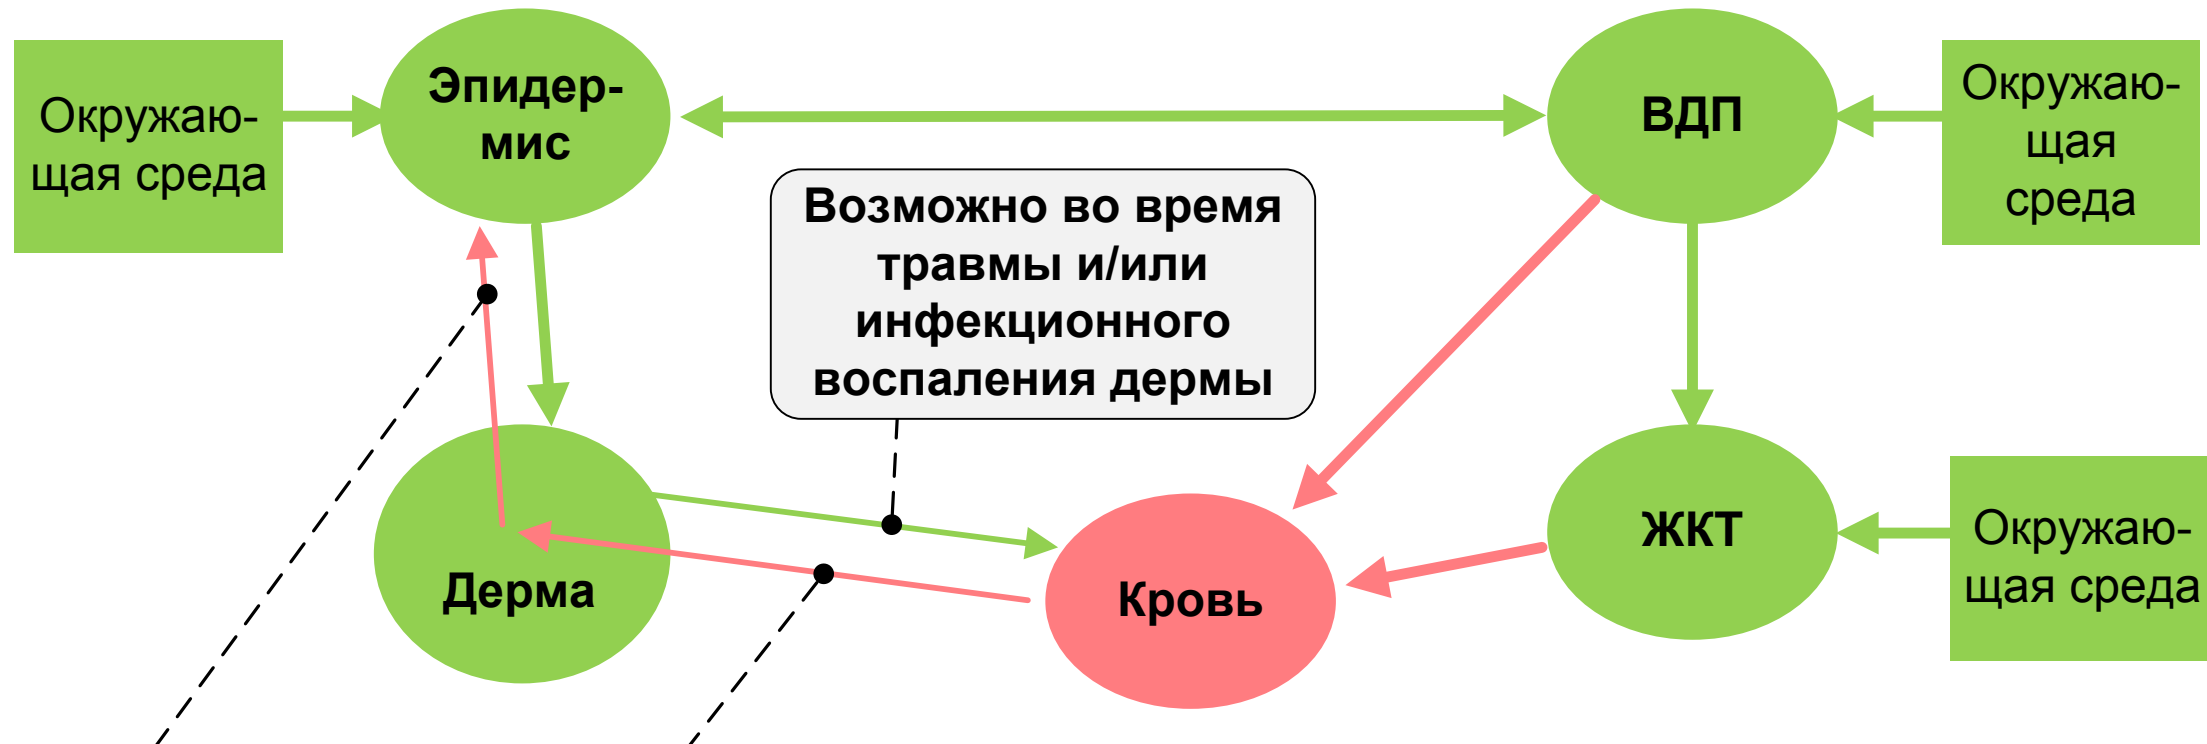 Окружаю-
щая среда
Эпидер-
мис
ВДП
Окружаю-
щая
среда
Возможно во время
травмы и/или
инфекционного
воспаления дермы
Дерма
Кровь
ЖКТ
Окружаю-
щая среда